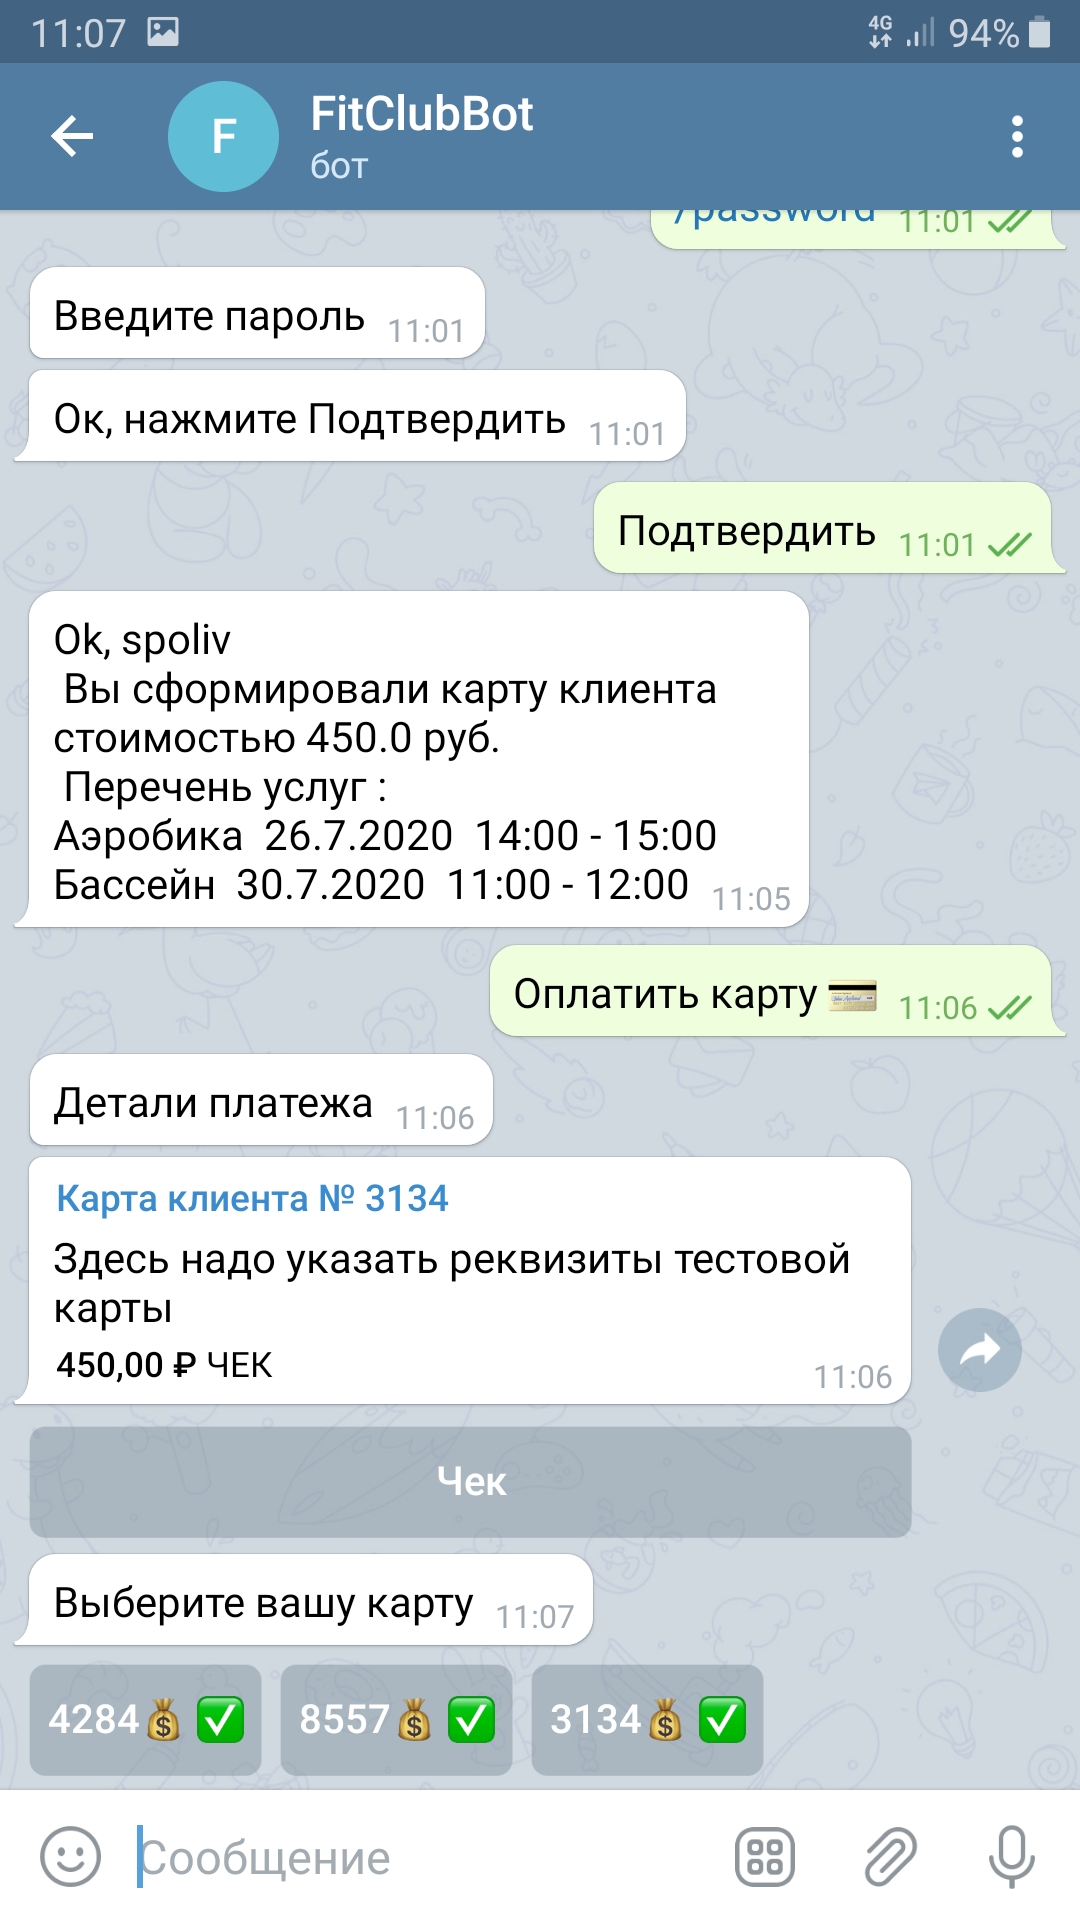 11:07
4G 94%
F
FitClubBot
бот
/password 11:01
Введите пароль 11:01
Ок, нажмите Подтвердить 11:01
Подтвердить 11:01
Ok, spoliv
Вы сформировали карту клиента
стоимостью 450.0 руб.
Перечень услуг :
Аэробика 26.7.2020 14:00 - 15:00
Бассейн 30.7.2020 11:00 - 12:00 11:05
Оплатить карту 💳 11:06
Детали платежа 11:06
Карта клиента № 3134
Здесь надо указать реквизиты тестовой
карты
450,00 ₽ ЧЕК
11:06
Чек
Выберите вашу карту 11:07
4284💰 ✅ 8557💰 ✅ 3134💰 ✅
Сообщение